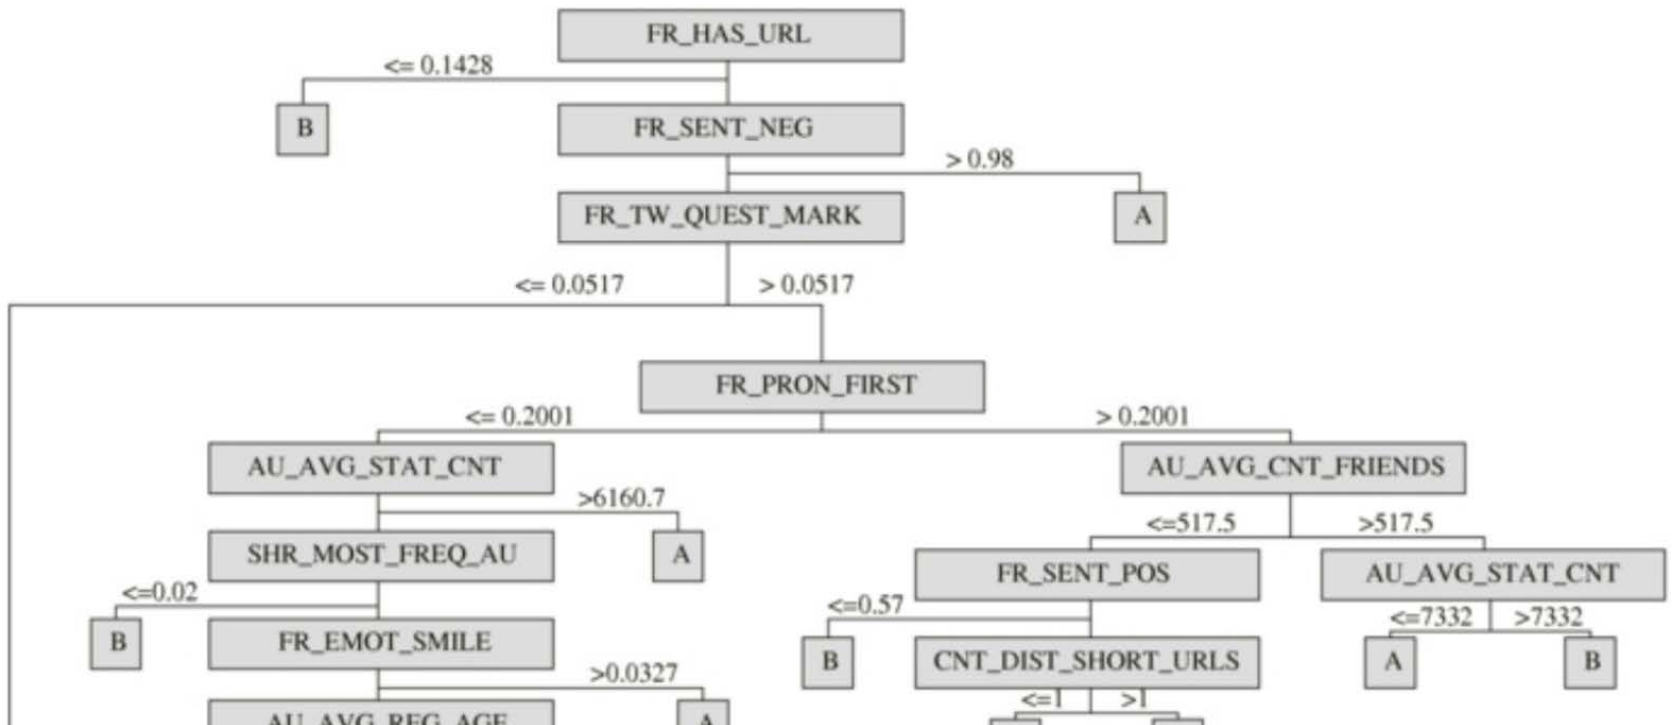 FR_HAS_URL
<= 0.1428
B
FR_SENT_NEG
> 0.98
FR_TW_QUEST_MARK
A
<= 0.0517
> 0.0517
FR_PRON_FIRST
<= 0.2001
> 0.2001
AU_AVG_STAT_CNT
AU_AVG_CNT_FRIENDS
>6160.7
<=517.5
>517.5
SHR_MOST_FREQ_AU
A
FR_SENT_POS
AU_AVG_STAT_CNT
<=0.02
<=0.57
<=7332
>7332
B
FR_EMOT_SMILE
B
CNT_DIST_SHORT_URLS
A
B
>0.0327
<=1
>1
AU_AVG_REG_AGE
A